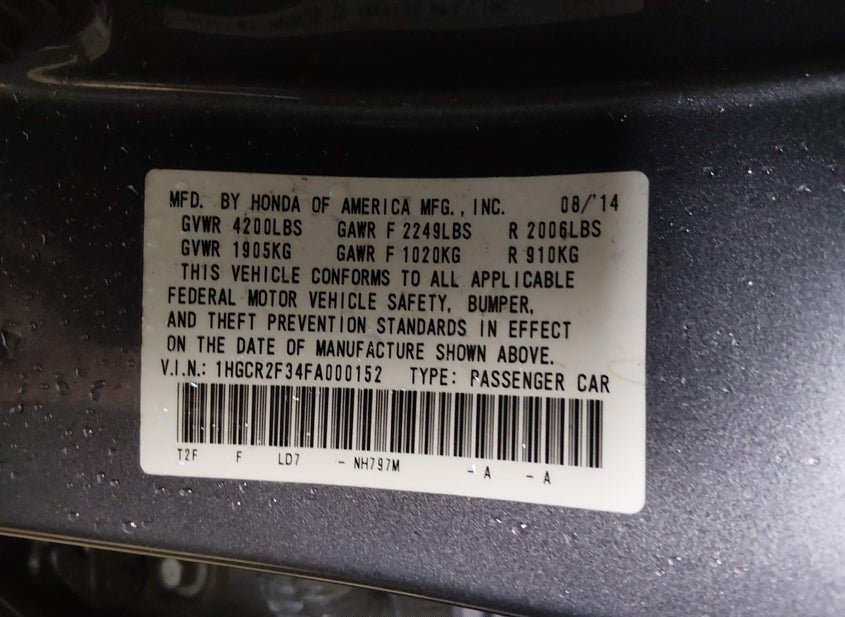 MFD. BY HONDA OF AMERICA MFG., INC. 08/'14
GVWR 4200LBS GAWR F 2249LBS R 2006LBS
GVWR 1905KG GAWR F 1020KG R 910KG
THIS VEHICLE CONFORMS TO ALL APPLICABLE
FEDERAL MOTOR VEHICLE SAFETY, BUMPER,
AND THEFT PREVENTION STANDARDS IN EFFECT
ON THE DATE OF MANUFACTURE SHOWN ABOVE.
V.I.N.: 1HGCR2F34FA000152 TYPE: PASSENGER CAR
T2F F LD7 - NH797M - A - A